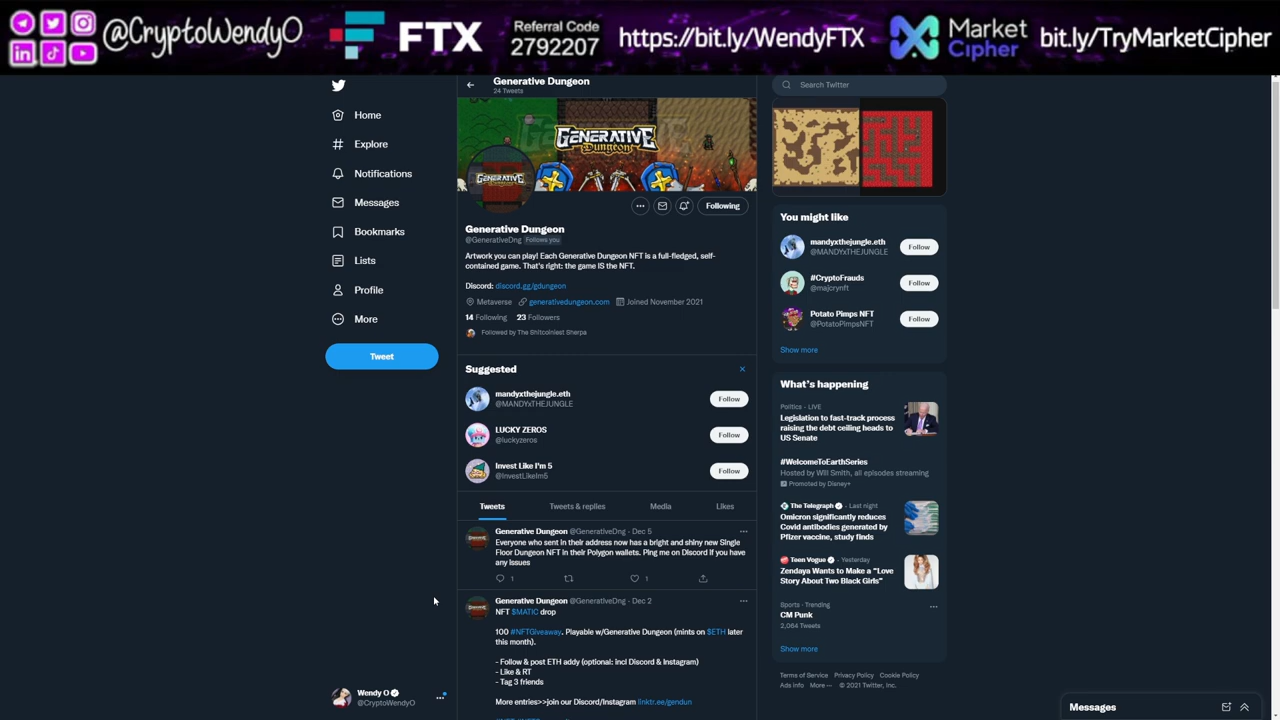 @CryptoWendyO
FTX
Referral Code
2792207
https://bit.ly/WendyFTX
Market
Cipher
bit.ly/TryMarketCipher
Home
Explore
Notifications
Messages
Bookmarks
Lists
Profile
More
Tweet
Wendy O
@CryptoWendyO
Generative Dungeon
24 Tweets
GENERATIVE
Dungeon
GENERATIVE
Following
Generative Dungeon
@GenerativeDng Follows you
Artwork you can play! Each Generative Dungeon NFT is a full-fledged, self-
contained game. That's right: the game IS the NFT.
Discord: discord.gg/gdungeon
Metaverse generativedungeon.com Joined November 2021
14 Following 23 Followers
Followed by The Shitcoiniest Sherpa
Suggested
mandyxthejungle.eth
@MANDYxTHEJUNGLE
Follow
LUCKY ZEROS
@luckyzeros
Follow
Invest Like I'm 5
@InvestLikeIm5
Follow
Tweets Tweets & replies Media Likes
Generative Dungeon @GenerativeDng · Dec 5
Everyone who sent in their address now has a bright and shiny new Single
Floor Dungeon NFT in their Polygon wallets. Ping me on Discord if you have
any issues
1 1
Generative Dungeon @GenerativeDng · Dec 2
NFT $MATIC drop
100 #NFTGiveaway. Playable w/Generative Dungeon (mints on $ETH later
this month).
- Follow & post ETH addy (optional: incl Discord & Instagram)
- Like & RT
- Tag 3 friends
More entries>>join our Discord/Instagram linktr.ee/gendun
Search Twitter
You might like
mandyxthejungle.eth
@MANDYxTHEJUNGLE
Follow
#CryptoFrauds
@majcrynft
Follow
Potato Pimps NFT
@PotatoPimpsNFT
Follow
Show more
What's happening
Politics · LIVE
Legislation to fast-track process
raising the debt ceiling heads to
US Senate
#WelcomeToEarthSeries
Hosted by Will Smith, all episodes streaming
Promoted by Disney+
The Telegraph · Last night
Omicron significantly reduces
Covid antibodies generated by
Pfizer vaccine, study finds
Teen Vogue · Yesterday
Zendaya Wants to Make a "Love
Story About Two Black Girls"
Sports · Trending
CM Punk
2,064 Tweets
Show more
Terms of Service Privacy Policy Cookie Policy
Ads info More ··· © 2021 Twitter, Inc.
Messages